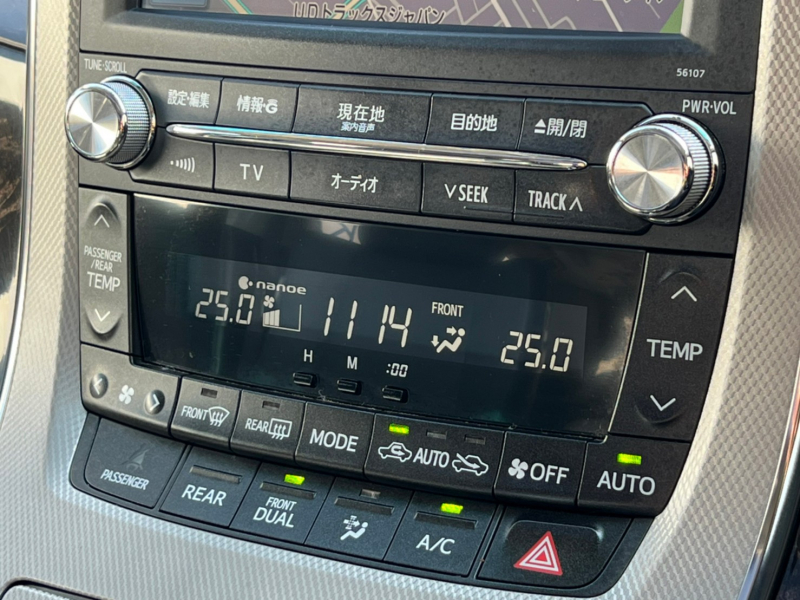 UDトラックスジャパン
56107
TUNE·SCROLL
設定·編集
情報·G
現在地
案内音声
目的地
⏏開/閉
PWR·VOL
TV
オーディオ
∨SEEK
TRACK∧
PASSENGER
/REAR
TEMP
nanoe
25.0
11 14
FRONT
25.0
TEMP
H
M
:00
FRONT
REAR
MODE
AUTO
OFF
AUTO
PASSENGER
REAR
FRONT
DUAL
A/C